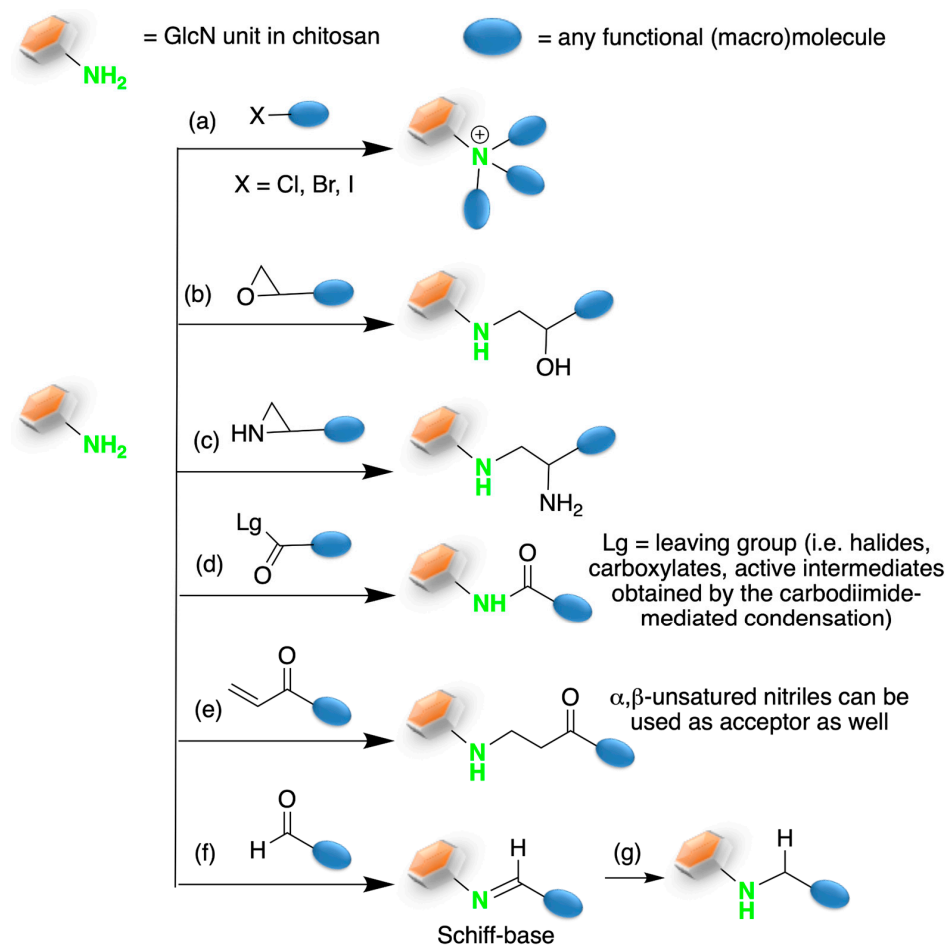 = GlcN unit in chitosan
= any functional (macro)molecule
NH2
(a)
X
X = Cl, Br, I
⊕
N
(b)
O
N
H
OH
NH2
(c)
HN
N
H
NH2
(d)
Lg
O
O
NH
Lg = leaving group (i.e. halides,
carboxylates, active intermediates
obtained by the carbodiimide-
mediated condensation)
(e)
O
O
N
H
α,β-unsatured nitriles can be
used as acceptor as well
(f)
O
H
H
N
Schiff-base
(g)
H
N
H